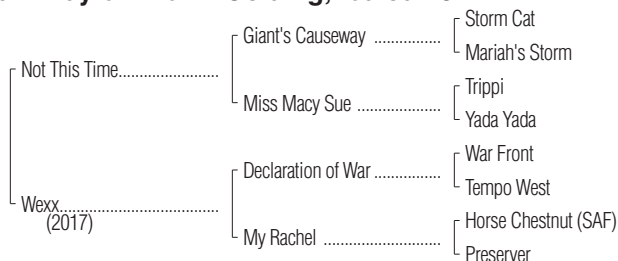 Giant's Causeway ................
Storm Cat
Mariah's Storm
Not This Time........................
Miss Macy Sue ....................
Trippi
Yada Yada
Declaration of War ................
War Front
Tempo West
Wexx......................................
(2017)
My Rachel ............................
Horse Chestnut (SAF)
Preserver